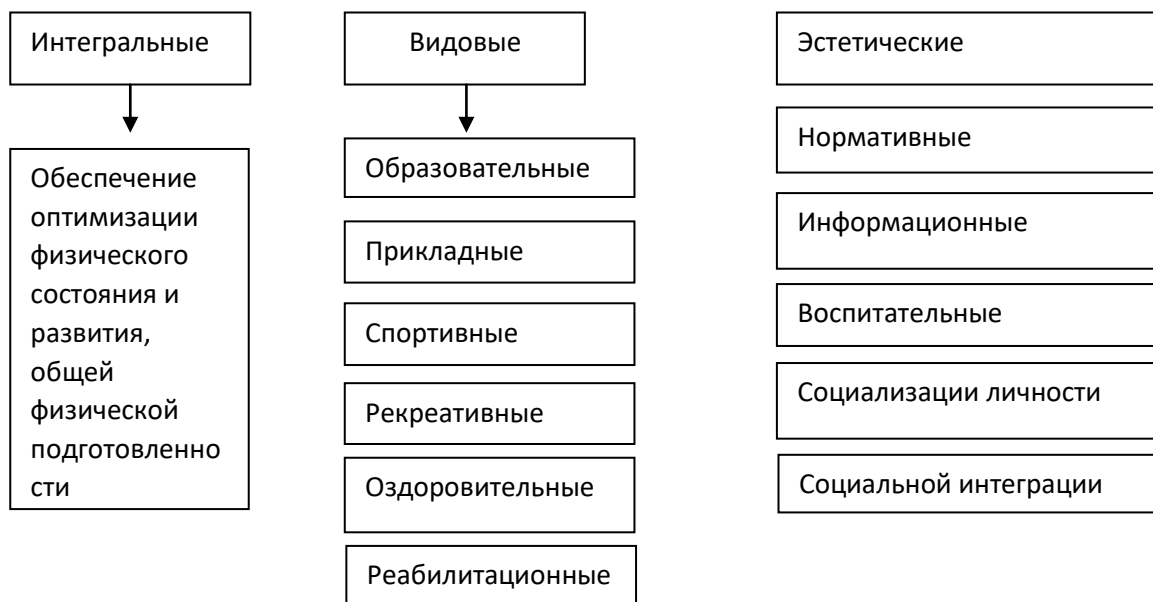 Интегральные
Обеспечение
оптимизации
физического
состояния и
развития,
общей
физической
подготовленно
сти
Видовые
Образовательные
Прикладные
Спортивные
Рекреативные
Оздоровительные
Реабилитационные
Эстетические
Нормативные
Информационные
Воспитательные
Социализации личности
Социальной интеграции